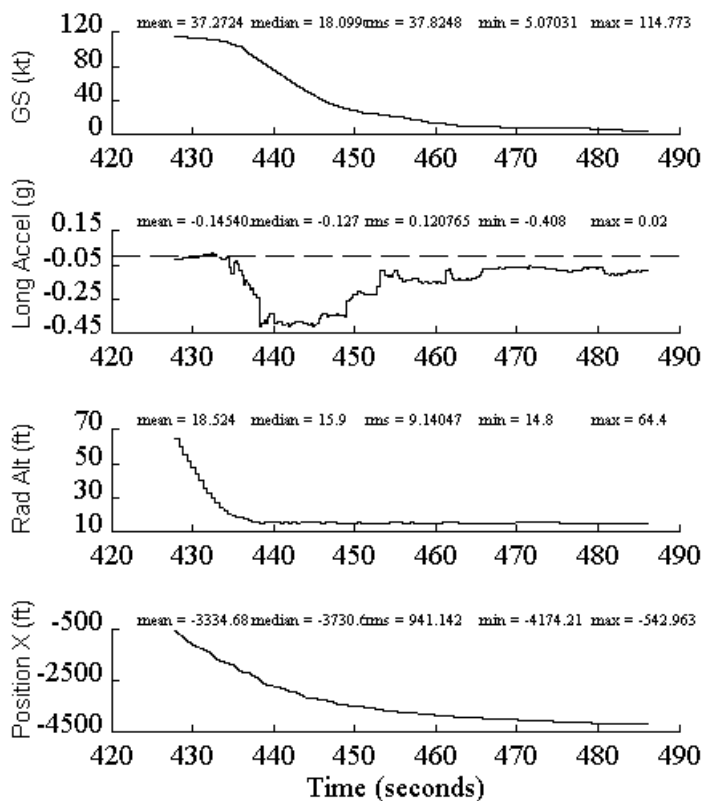 mean = 37.2724 median = 18.099 rms = 37.8248 min = 5.07031 max = 114.773
GS (kt)
120
80
40
0
420 430 440 450 460 470 480 490
mean = -0.14540 median = -0.127 rms = 0.120765 min = -0.408 max = 0.02
Long Accel (g)
0.15
-0.05
-0.25
-0.45
420 430 440 450 460 470 480 490
mean = 18.524 median = 15.9 rms = 9.14047 min = 14.8 max = 64.4
Rad Alt (ft)
70
50
30
10
420 430 440 450 460 470 480 490
mean = -3334.68 median = -3730.6 rms = 941.142 min = -4174.21 max = -542.963
Position X (ft)
-500
-2500
-4500
420 430 440 450 460 470 480 490
Time (seconds)